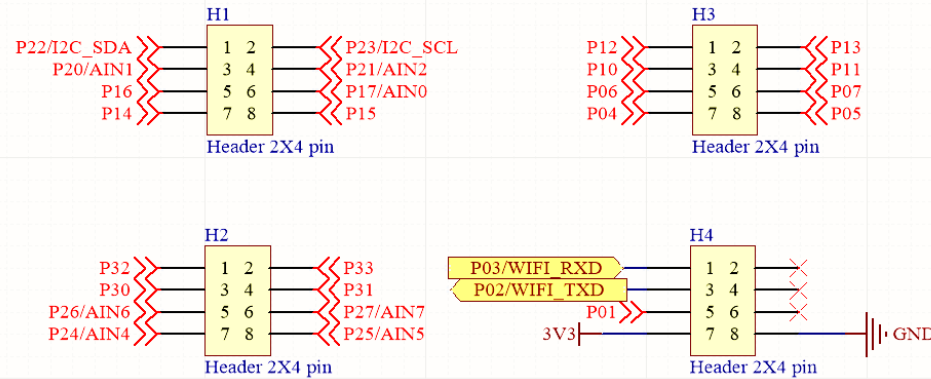 H1
P22/I2C_SDA 1 2 P23/I2C_SCL
P20/AIN1 3 4 P21/AIN2
P16 5 6 P17/AIN0
P14 7 8 P15
Header 2X4 pin
H3
P12 1 2 P13
P10 3 4 P11
P06 5 6 P07
P04 7 8 P05
Header 2X4 pin
H2
P32 1 2 P33
P30 3 4 P31
P26/AIN6 5 6 P27/AIN7
P24/AIN4 7 8 P25/AIN5
Header 2X4 pin
H4
P03/WIFI_RXD 1 2
P02/WIFI_TXD 3 4
P01 5 6
3V3 7 8 GND
Header 2X4 pin